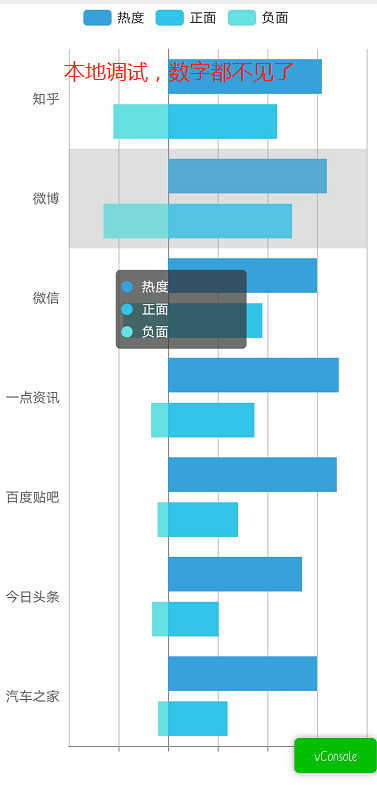 热度 正面 负面
本地调试，数字都不见了
知乎
微博
微信
热度
正面
负面
一点资讯
百度贴吧
今日头条
汽车之家
vConsole